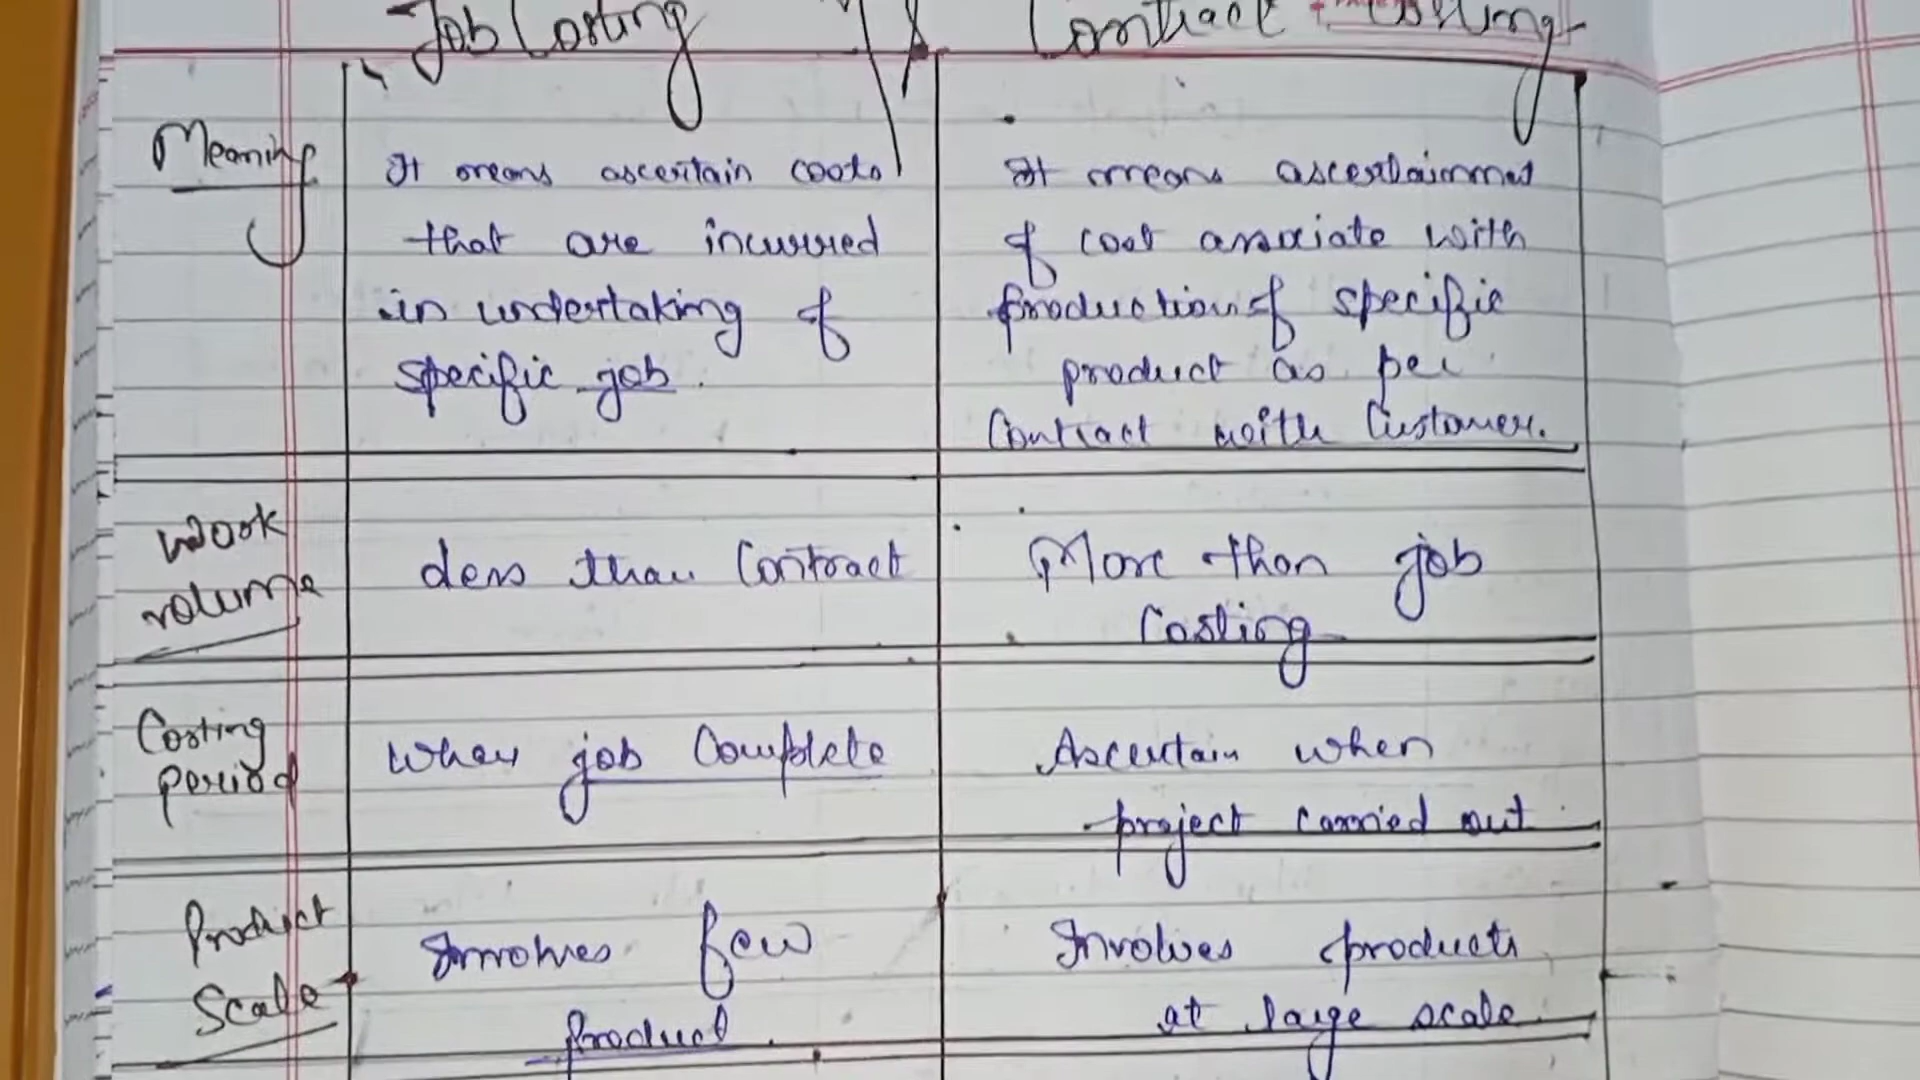 Job Costing V/s Contract Costing
Meaning
It means ascertain costs
that are incurred
in undertaking of
specific job.
It means ascertainmet
of cost associate with
production of specific
product as per
Contract with Customer.
Work
volume
Less than Contract
More than job
Costing
Costing
period
When job Complete
Ascertain when
project carried out
Product
Scale
Involves few
product.
Involves products
at large scale.